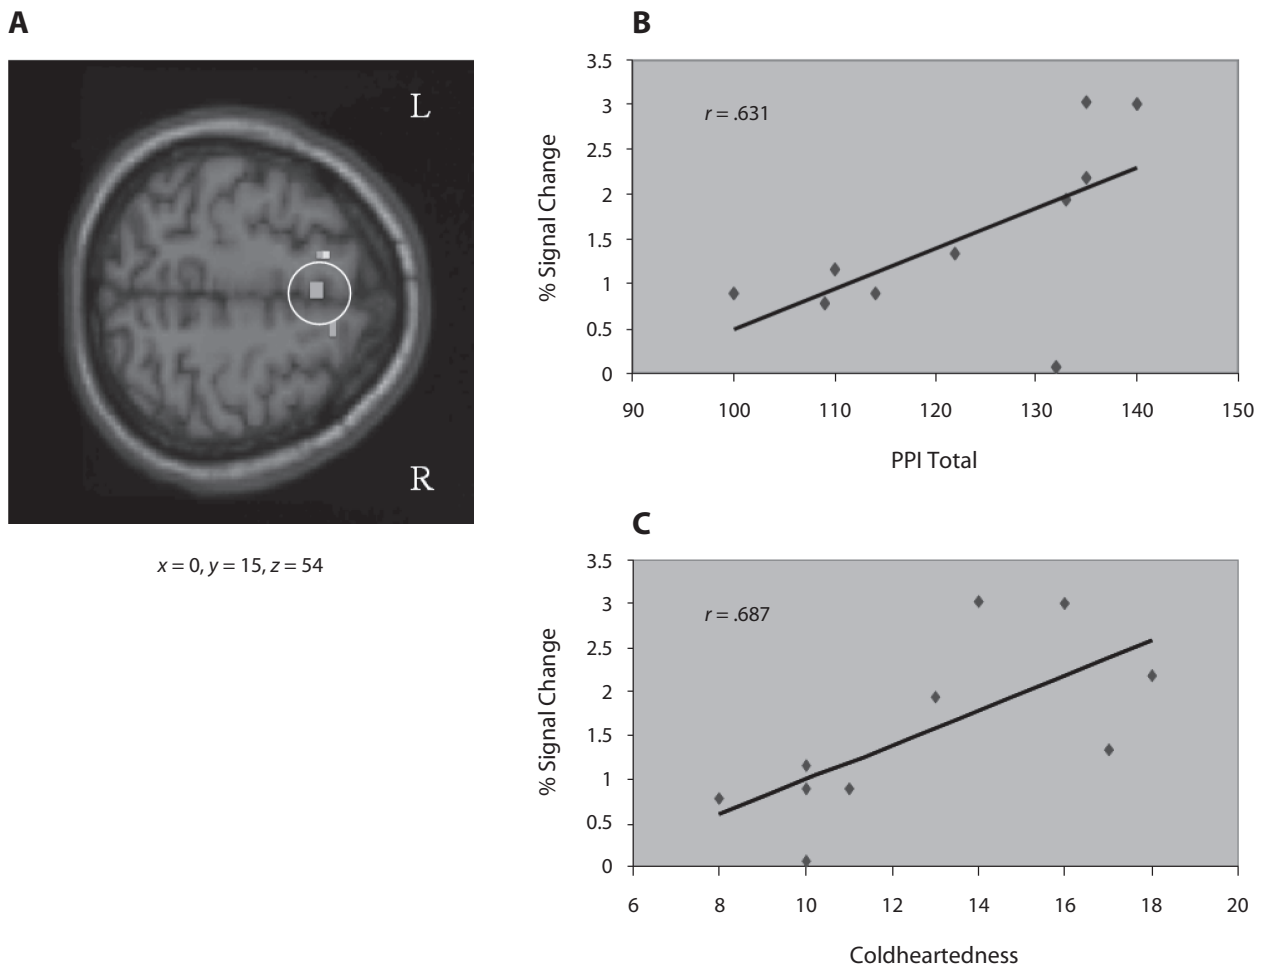 A
L
R
x = 0, y = 15, z = 54
B
3.5
3
2.5
2
1.5
1
0.5
0
% Signal Change
r = .631
90 100 110 120 130 140 150
PPI Total
C
3.5
3
2.5
2
1.5
1
0.5
0
% Signal Change
r = .687
6 8 10 12 14 16 18 20
Coldheartedness